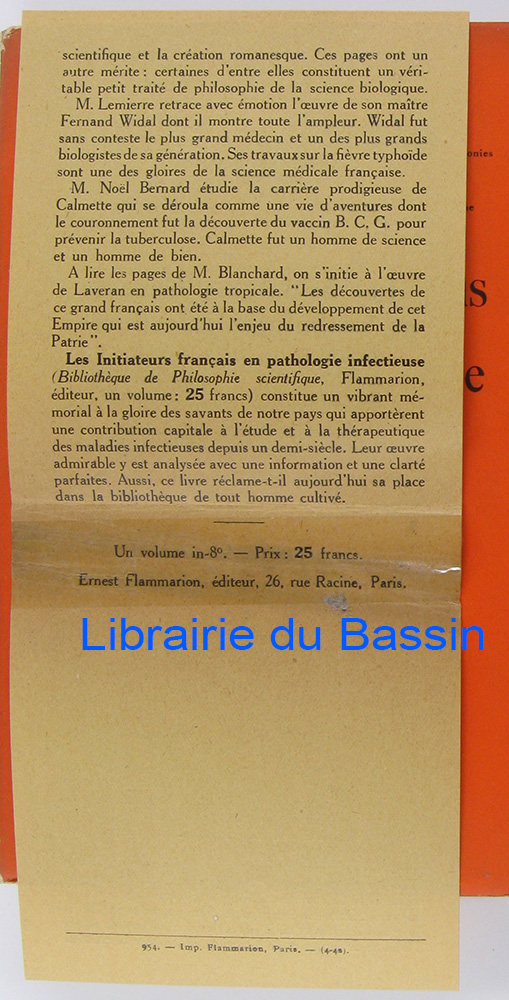 scientifique et la création romanesque. Ces pages ont un
autre mérite : certaines d'entre elles constituent un véri-
table petit traité de philosophie de la science biologique.
M. Lemierre retrace avec émotion l'œuvre de son maître
Fernand Widal dont il montre toute l'ampleur. Widal fut
sans conteste le plus grand médecin et un des plus grands
biologistes de sa génération. Ses travaux sur la fièvre typhoïde
sont une des gloires de la science médicale française.
M. Noël Bernard étudie la carrière prodigieuse de
Calmette qui se déroula comme une vie d'aventures dont
le couronnement fut la découverte du vaccin B. C. G. pour
prévenir la tuberculose. Calmette fut un homme de science
et un homme de bien.
A lire les pages de M. Blanchard, on s'initie à l'œuvre
de Laveran en pathologie tropicale. "Les découvertes de
ce grand français ont été à la base du développement de cet
Empire qui est aujourd'hui l'enjeu du redressement de la
Patrie".
Les Initiateurs français en pathologie infectieuse
(Bibliothèque de Philosophie scientifique, Flammarion,
éditeur, un volume : 25 francs) constitue un vibrant mé-
morial à la gloire des savants de notre pays qui apportèrent
une contribution capitale à l'étude et à la thérapeutique
des maladies infectieuses depuis un demi-siècle. Leur œuvre
admirable y est analysée avec une information et une clarté
parfaites. Aussi, ce livre réclame-t-il aujourd'hui sa place
dans la bibliothèque de tout homme cultivé.
Un volume in-8º. — Prix : 25 francs.
Ernest Flammarion, éditeur, 26, rue Racine, Paris.
Librairie du Bassin
954. — Imp. Flammarion, Paris. — (4-42).
onies
e